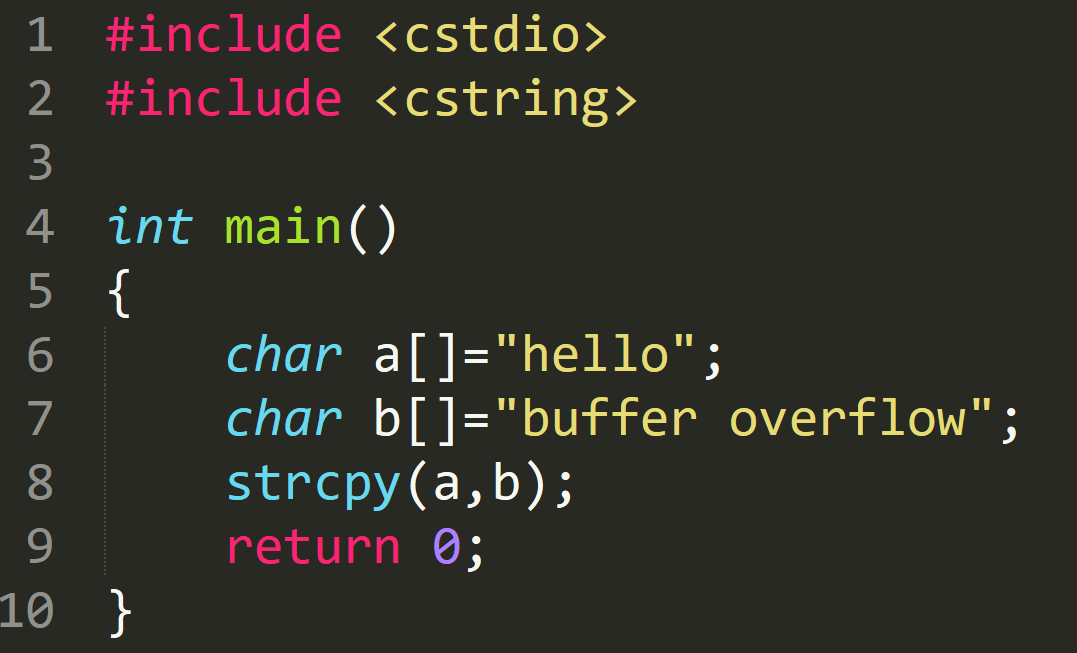 1 #include <cstdio>
2 #include <cstring>
3
4 int main()
5 {
6     char a[]="hello";
7     char b[]="buffer overflow";
8     strcpy(a,b);
9     return 0;
10 }